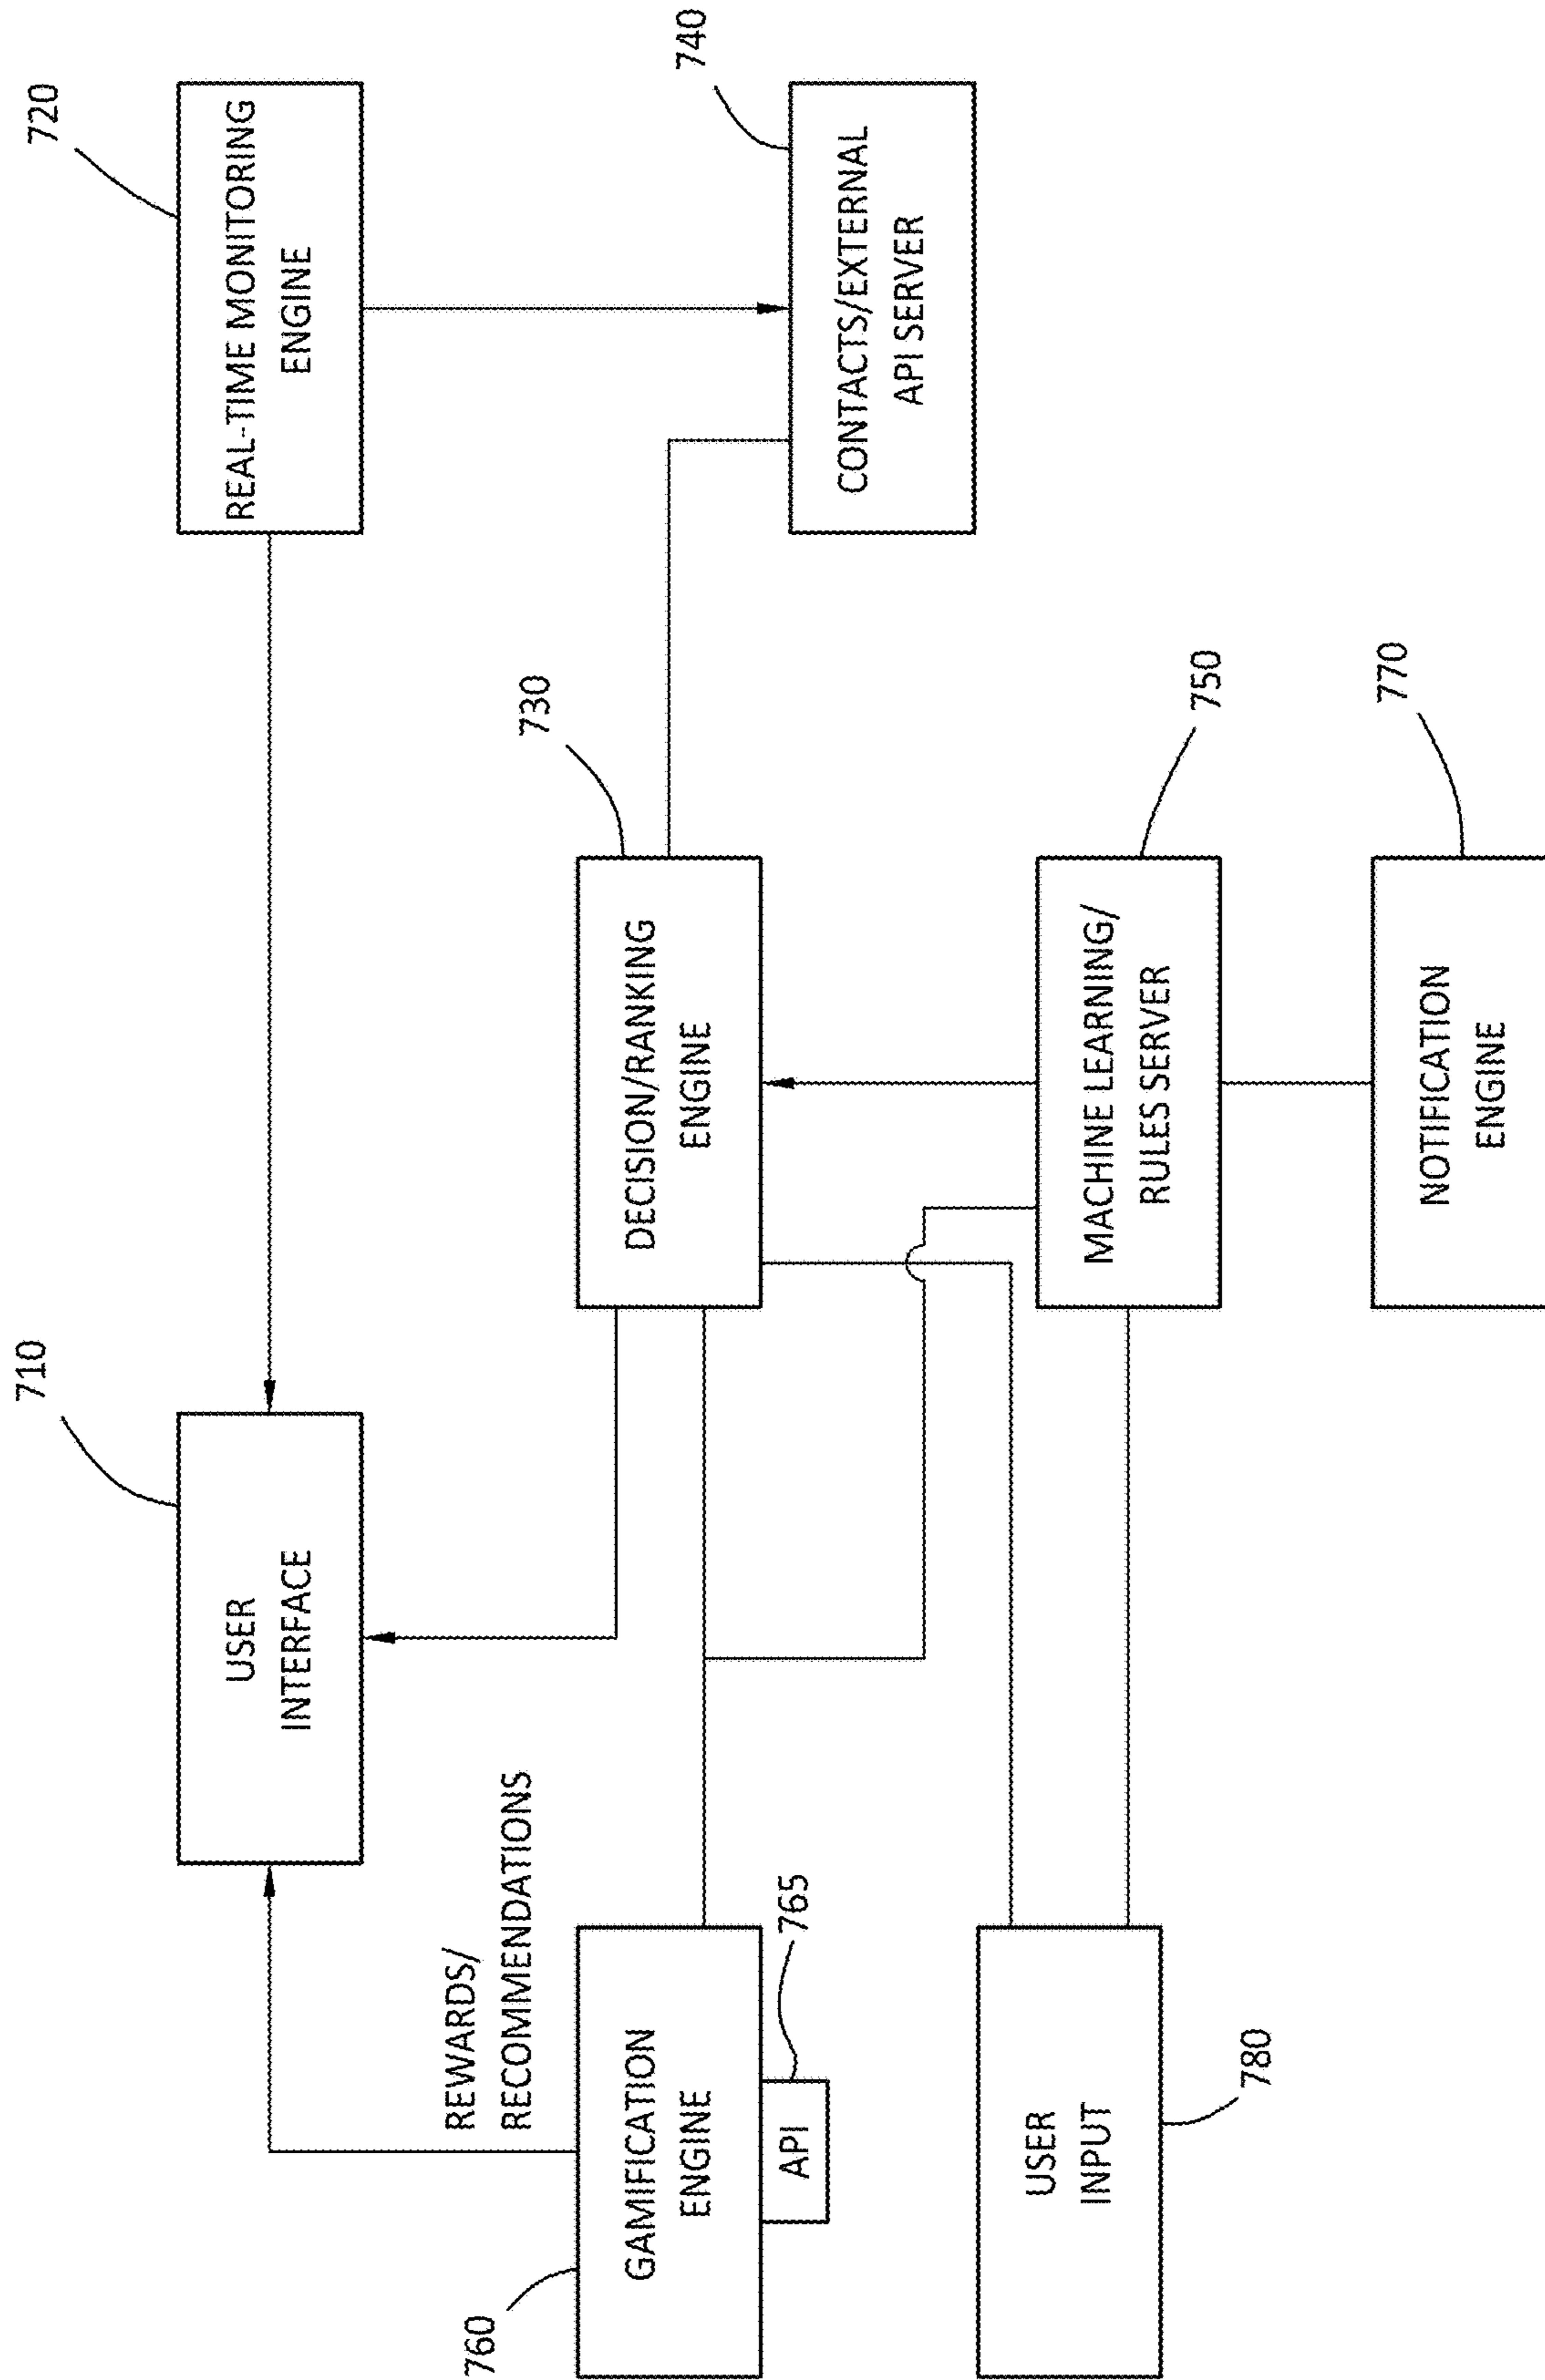 710
USER
INTERFACE
720
REAL-TIME MONITORING
ENGINE
REWARDS/
RECOMMENDATIONS
760
GAMIFICATION
ENGINE
API
765
730
DECISION/RANKING
ENGINE
740
CONTACTS/EXTERNAL
API SERVER
USER
INPUT
780
750
MACHINE LEARNING/
RULES SERVER
770
NOTIFICATION
ENGINE